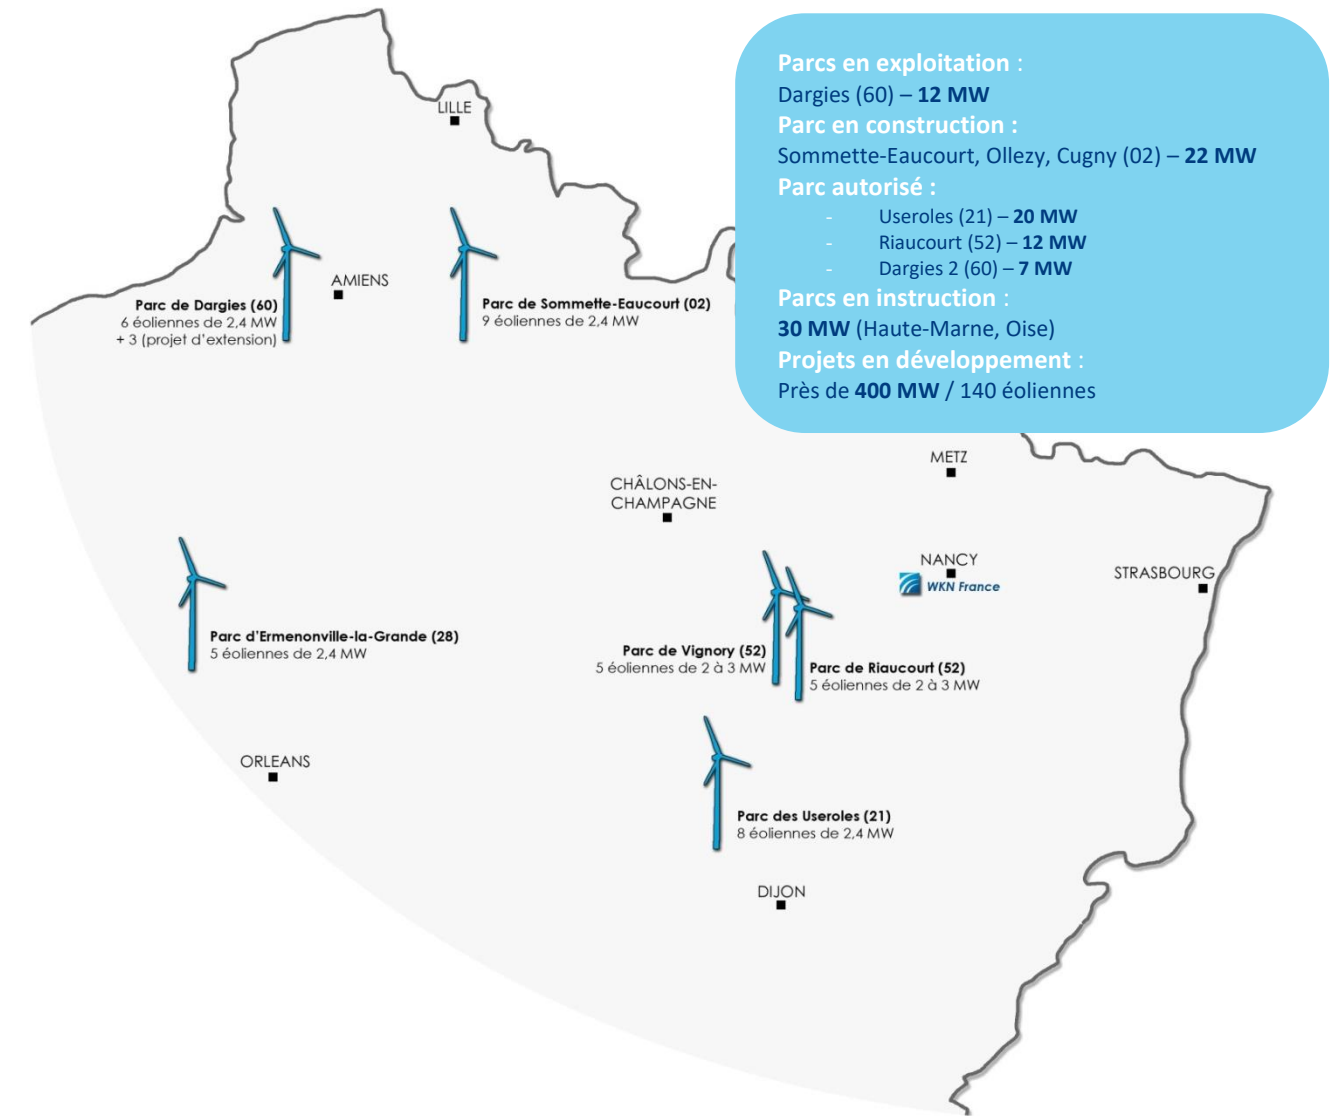 Parcs en exploitation :
Dargies (60) – 12 MW
Parc en construction :
Sommette-Eaucourt, Ollezy, Cugny (02) – 22 MW
Parc autorisé :
- Useroles (21) – 20 MW
- Riaucourt (52) – 12 MW
- Dargies 2 (60) – 7 MW
Parcs en instruction :
30 MW (Haute-Marne, Oise)
Projets en développement :
Près de 400 MW / 140 éoliennes
LILLE
AMIENS
Parc de Dargies (60)
6 éoliennes de 2,4 MW
+ 3 (projet d'extension)
Parc de Sommette-Eaucourt (02)
9 éoliennes de 2,4 MW
METZ
CHÂLONS-EN-
CHAMPAGNE
NANCY
WKN France
STRASBOURG
Parc d'Ermenonville-la-Grande (28)
5 éoliennes de 2,4 MW
Parc de Vignory (52)
5 éoliennes de 2 à 3 MW
Parc de Riaucourt (52)
5 éoliennes de 2 à 3 MW
ORLEANS
Parc des Useroles (21)
8 éoliennes de 2,4 MW
DIJON